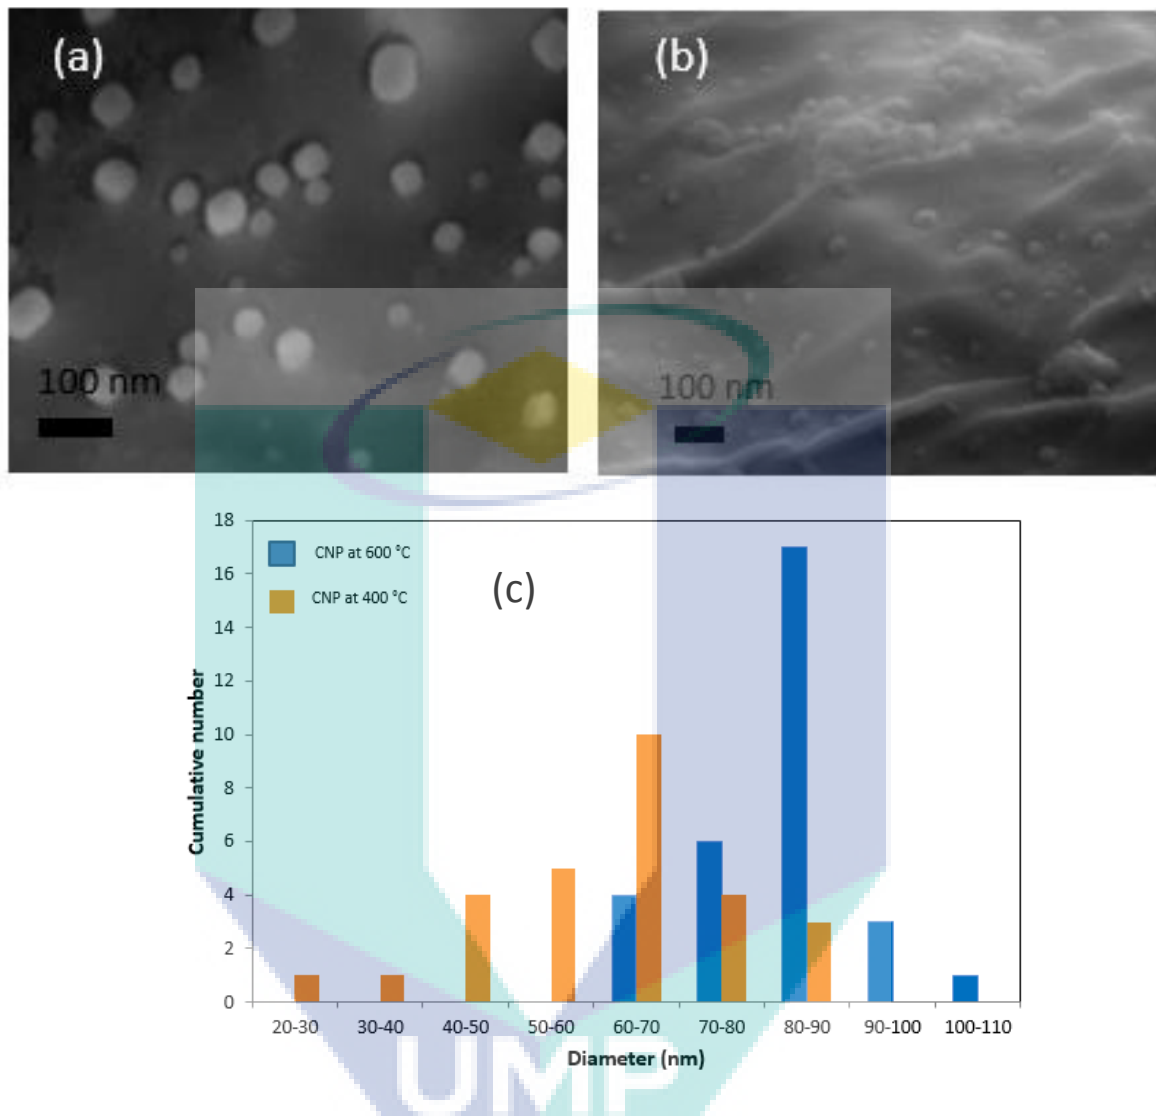 (a)
(b)
100 nm
100 nm
(c)
CNP at 600 °C
CNP at 400 °C
Cumulative number
18
16
14
12
10
8
6
4
2
0
20-30 30-40 40-50 50-60 60-70 70-80 80-90 90-100 100-110
Diameter (nm)
UMP